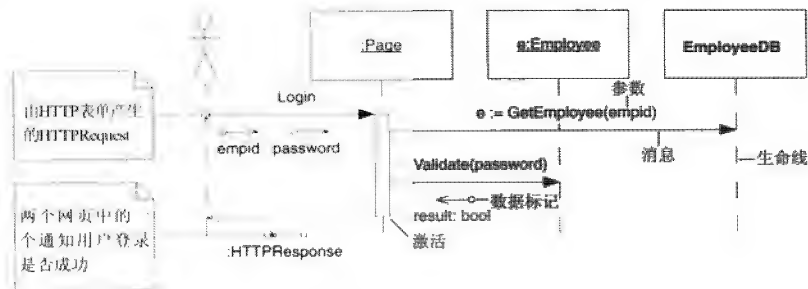 :Page
e:Employee
EmployeeDB
参数
由HTTP表单产生
的HTTPRequest
Login
e := GetEmployee(empid)
empid
password
消息
生命线
Validate(password)
数据标记
result: bool
激活
两个网页中的一
个通知用户登录
是否成功
:HTTPResponse